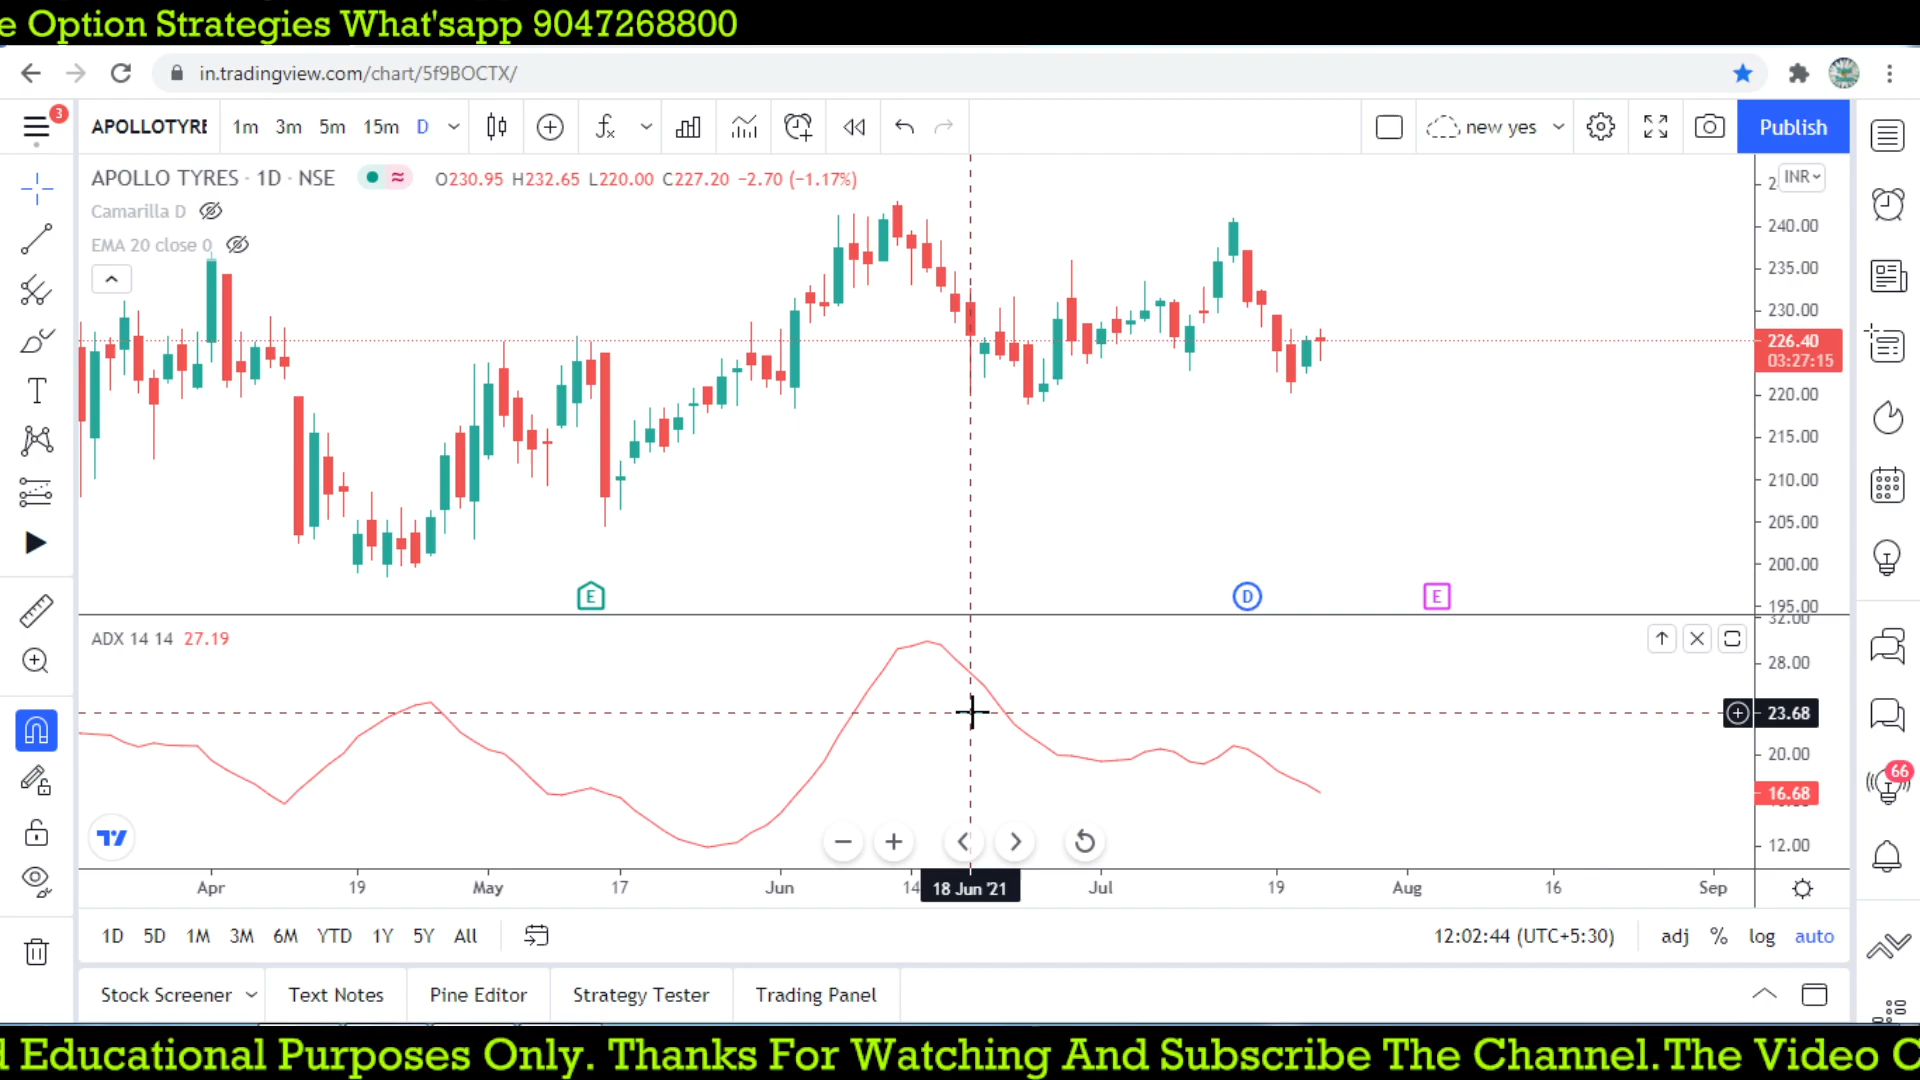 e Option Strategies What'sapp 9047268800
in.tradingview.com/chart/5f9BOCTX/
3
APOLLOTYRE 1m 3m 5m 15m D new yes Publish
APOLLO TYRES · 1D · NSE O230.95 H232.65 L220.00 C227.20 −2.70 (−1.17%)
INR
Camarilla D
EMA 20 close 0
240.00
235.00
230.00
226.40
03:27:15
220.00
215.00
210.00
205.00
200.00
195.00
E D E
32.00
ADX 14 14 27.19
28.00
23.68
20.00
66
16.68
12.00
Apr 19 May 17 Jun 14 18 Jun '21 Jul 19 Aug 16 Sep
1D 5D 1M 3M 6M YTD 1Y 5Y All 12:02:44 (UTC+5:30) adj % log auto
Stock Screener Text Notes Pine Editor Strategy Tester Trading Panel
d Educational Purposes Only. Thanks For Watching And Subscribe The Channel.The Video